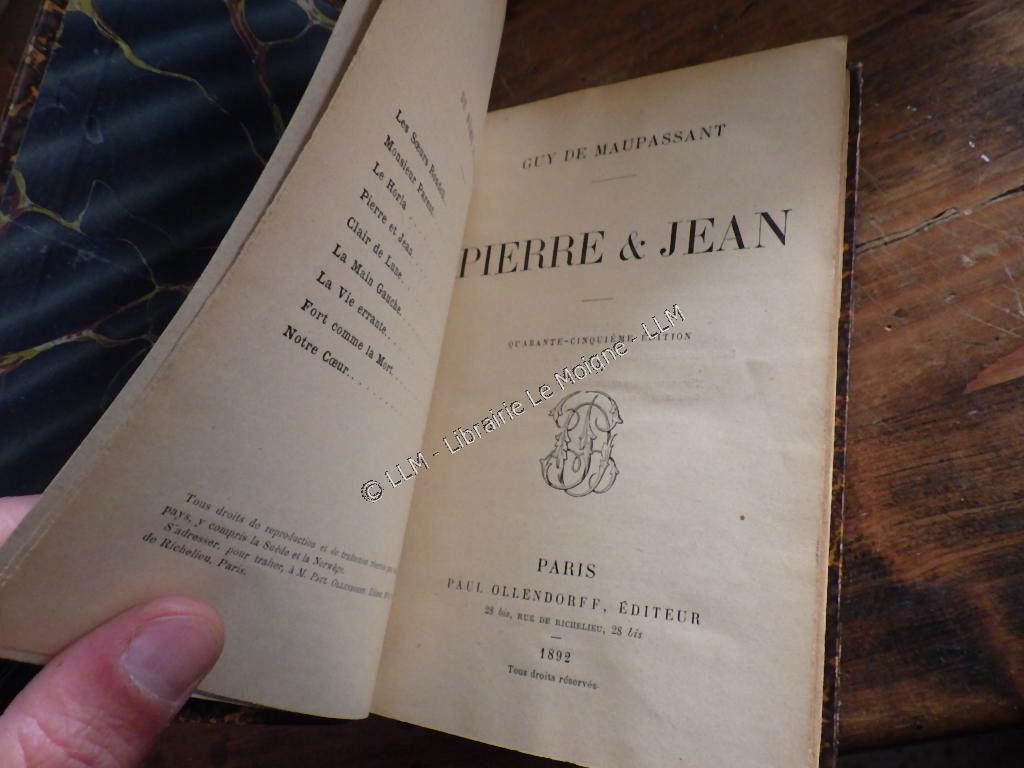 DU MÊME
Les Sœurs Rondoli
Monsieur Parent.
Le Horla . .
Pierre et Jean. . .
Clair de Lune. . . .
La Main Gauche. . . .
La Vie errante. . . . .
Fort comme la Mort. . . .
Notre Cœur. . . . . .
Tous droits de reproduction et de traduction
pays, y compris la Suède et la Norwège.
S'adresser, pour traiter, à M. PAUL OLLENDORFF,
de Richelieu, Paris.
GUY DE MAUPASSANT
PIERRE & JEAN
QUARANTE-CINQUIÈME ÉDITION
PARIS
PAUL OLLENDORFF, ÉDITEUR
28 bis, RUE DE RICHELIEU, 28 bis
1892
Tous droits réservés.
© LLM - Librairie Le Moigne - LLM